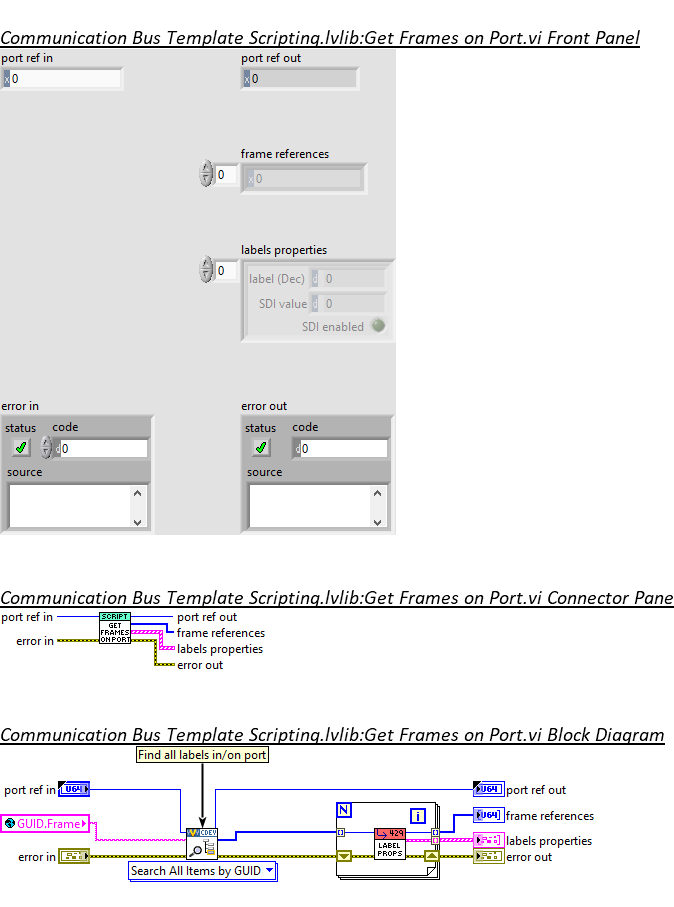 Communication Bus Template Scripting.lvlib:Get Frames on Port.vi Front Panel
port ref in
port ref out
x 0
x 0
frame references
0
x 0
labels properties
0
label (Dec) d 0
SDI value d 0
SDI enabled
error in
error out
status code
status code
d 0
d 0
source
source
Communication Bus Template Scripting.lvlib:Get Frames on Port.vi Connector Pane
port ref in
SCRIPT
GET
FRAMES
ON PORT
port ref out
frame references
error in
labels properties
error out
Communication Bus Template Scripting.lvlib:Get Frames on Port.vi Block Diagram
Find all labels in/on port
port ref in U64
U64 port ref out
N
i
U64 frame references
GUID.Frame
CDEV
429
LABEL
PROPS
labels properties
error in
error out
Search All Items by GUID